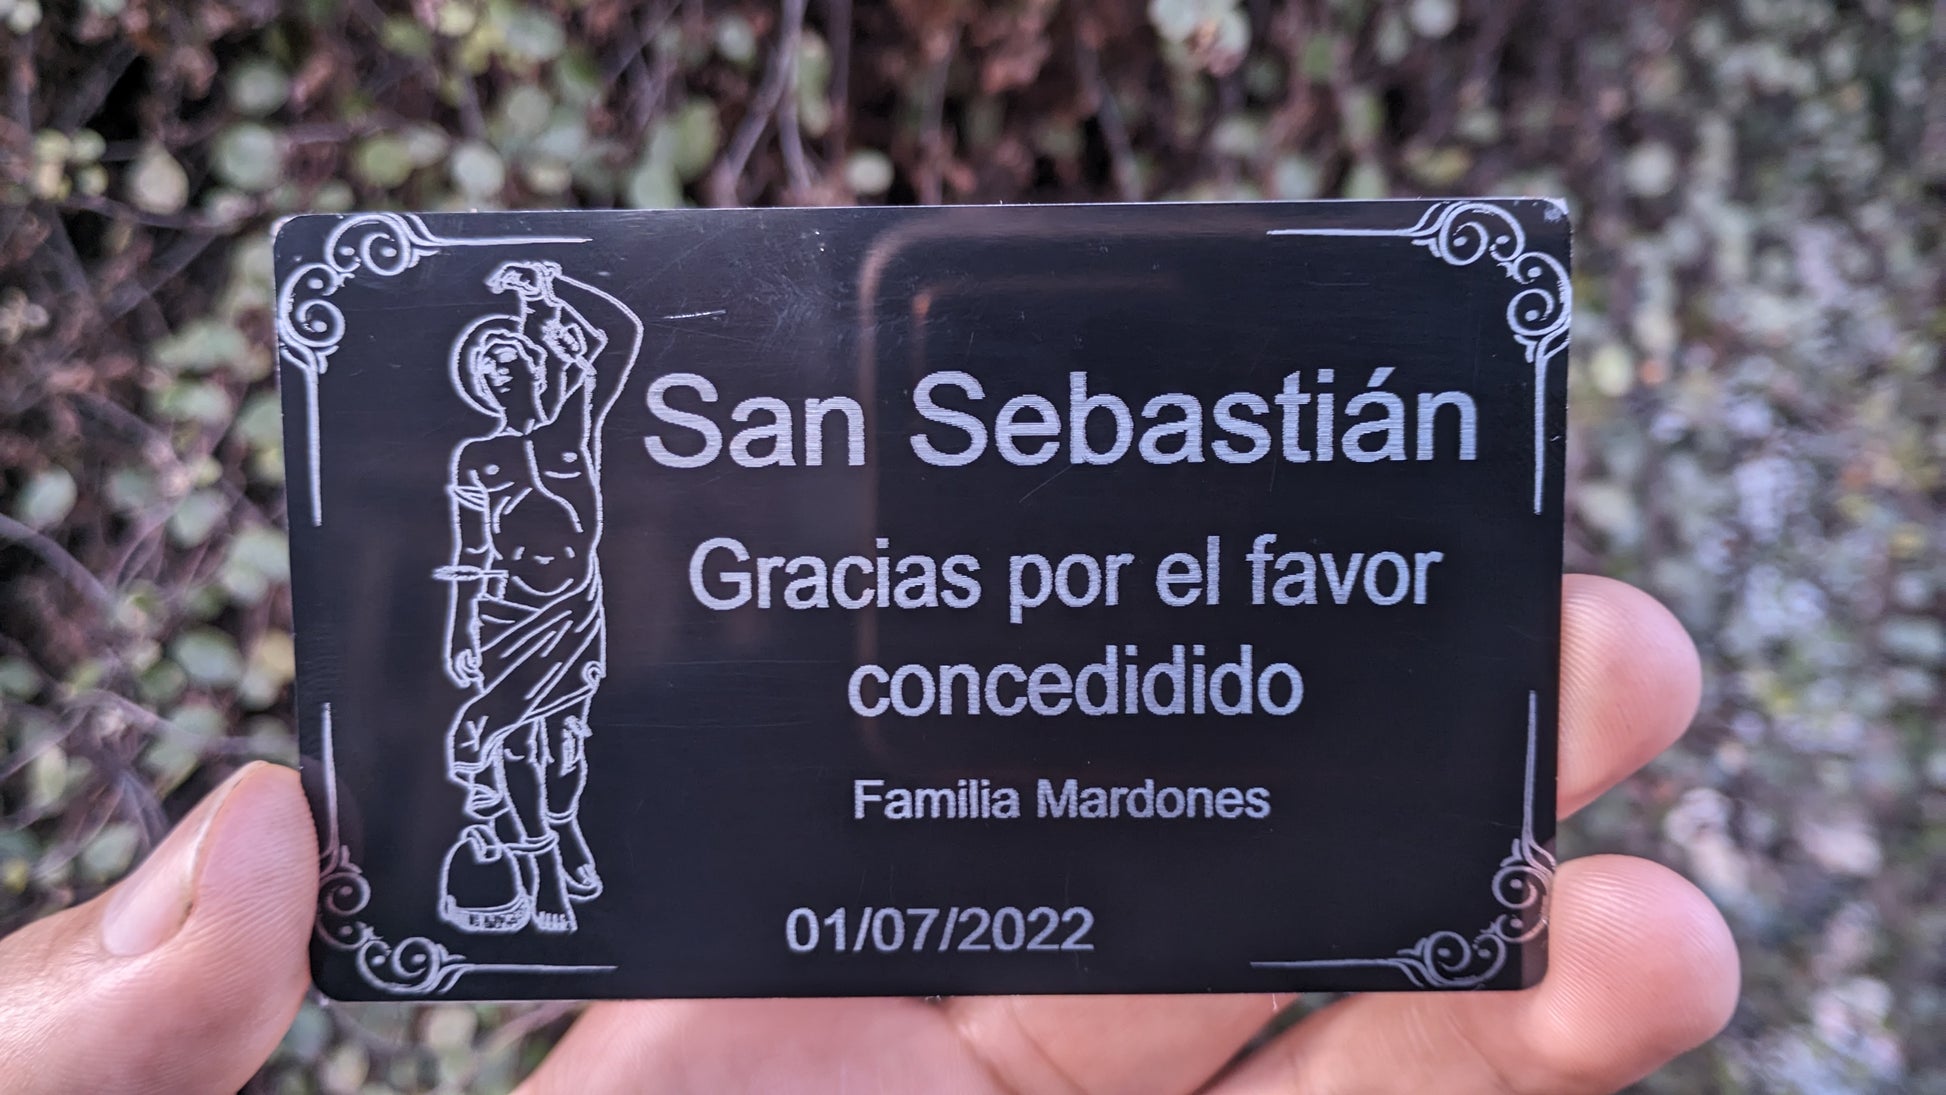 San Sebastián
Gracias por el favor
concedidido
Familia Mardones
01/07/2022